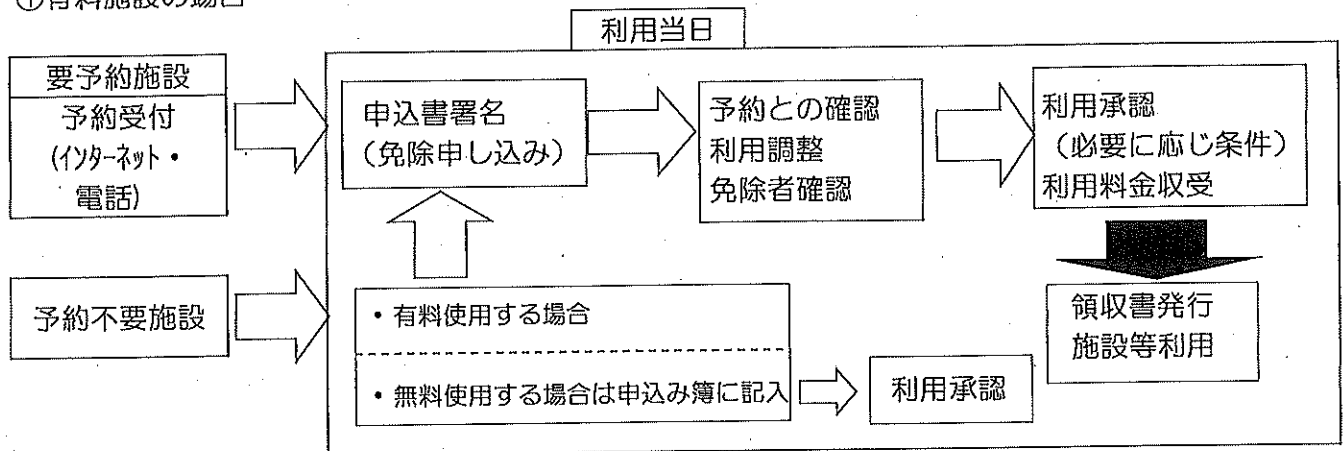 ①有料施設の場合
利用当日
要予約施設
予約受付
(インターネット・
電話)
申込書署名
(免除申し込み)
予約との確認
利用調整
免除者確認
利用承認
(必要に応じ条件)
利用料金収受
予約不要施設
・有料使用する場合
・無料使用する場合は申込み簿に記入
利用承認
領収書発行
施設等利用